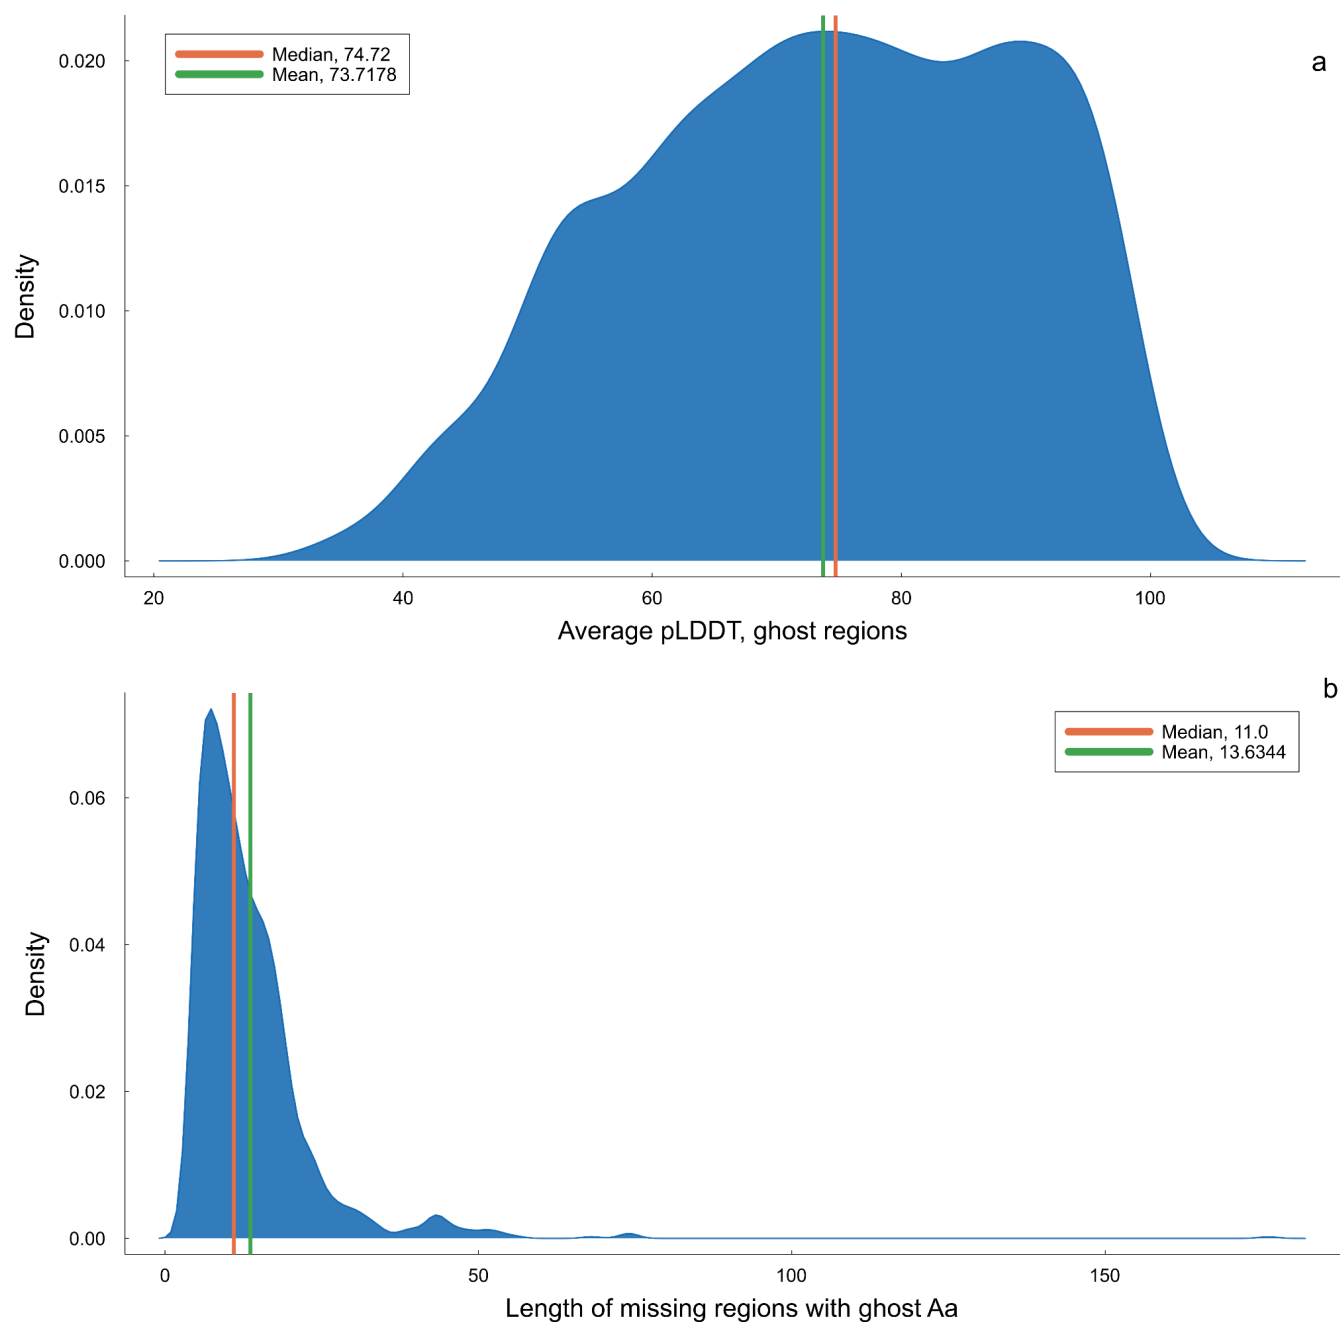 a
Median, 74.72
Mean, 73.7178
0.020
0.015
0.010
0.005
0.000
Density
20 40 60 80 100
Average pLDDT, ghost regions
b
Median, 11.0
Mean, 13.6344
0.06
0.04
0.02
0.00
Density
0 50 100 150
Length of missing regions with ghost Aa